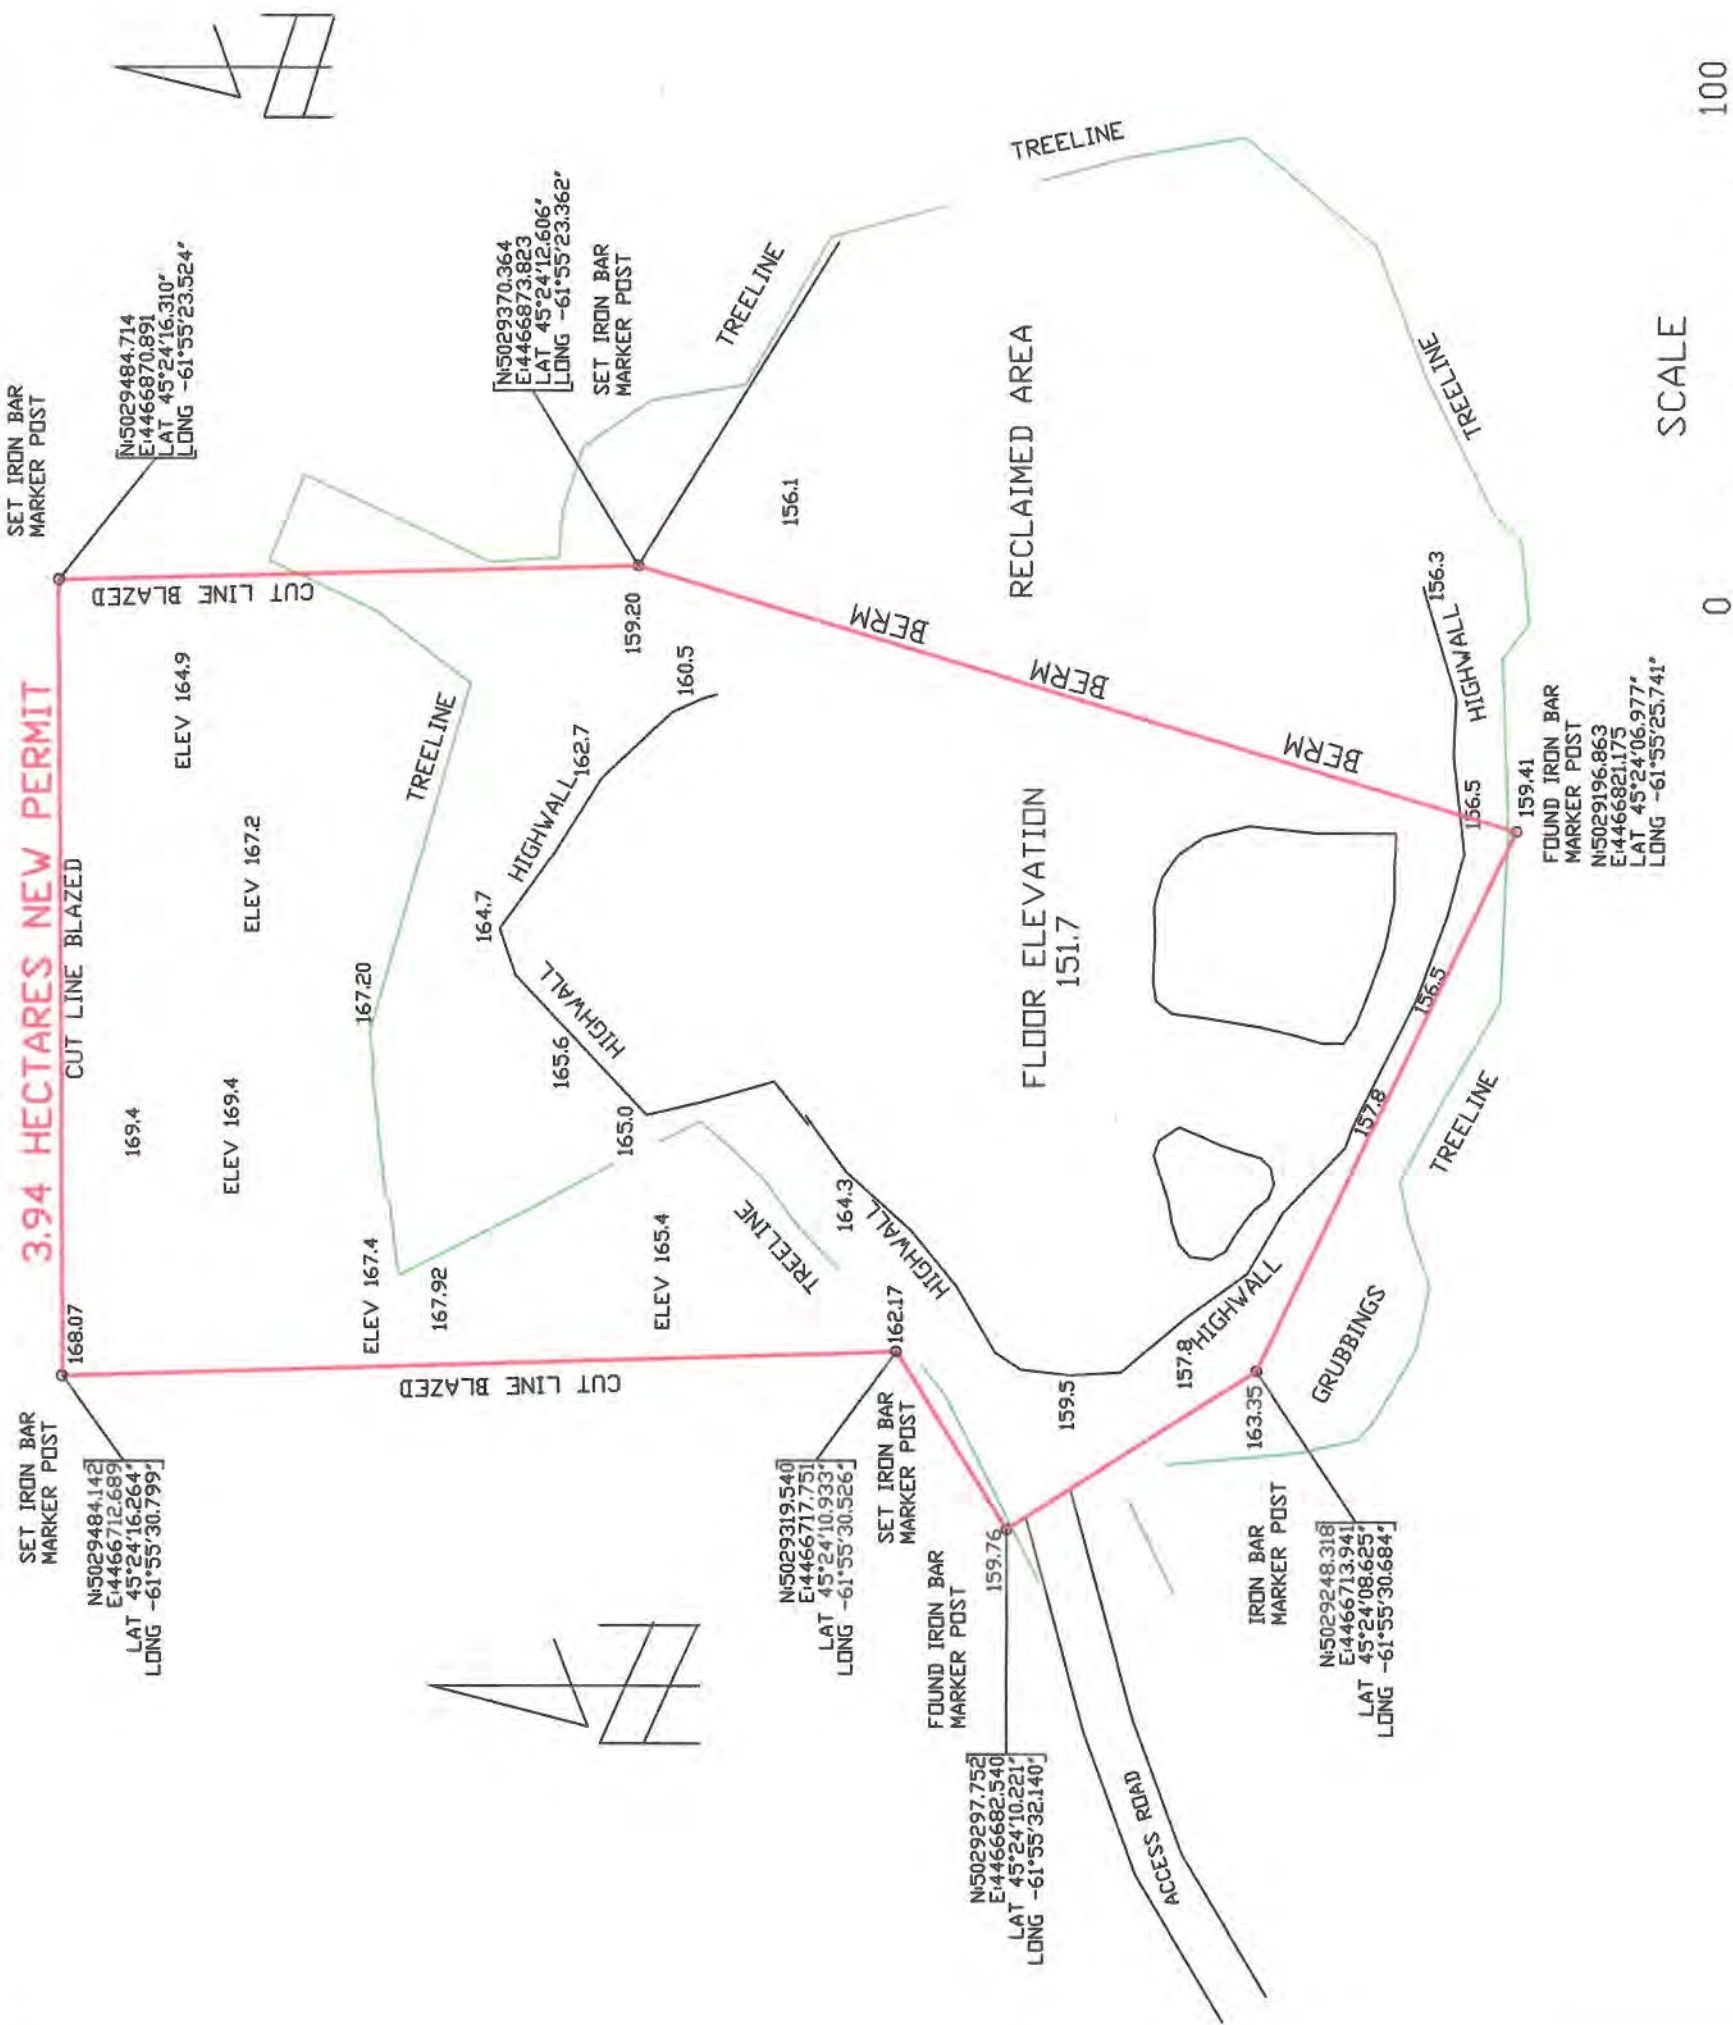 3.94 HECTARES NEW PERMIT
SET IRON BAR
MARKER POST
N:5029484.142
E:4466712.689
LAT 45°24'16.264"
LONG -61°55'30.799"
168.07
CUT LINE BLAZED
SET IRON BAR
MARKER POST
N:5029484.714
E:4466870.891
LAT 45°24'16.310"
LONG -61°55'23.524"
CUT LINE BLAZED
169.4
ELEV 169.4
ELEV 164.9
ELEV 167.2
167.20
ELEV 167.4
167.92
TREELINE
CUT LINE BLAZED
164.7
HIGHWALL
162.7
160.5
HIGHWALL
165.6
165.0
ELEV 165.4
TREELINE
164.3
HIGHWALL
HIGHWALL
159.20
N:5029370.364
E:4466873.823
LAT 45°24'12.606"
LONG -61°55'23.362"
SET IRON BAR
MARKER POST
TREELINE
156.1
TREELINE
RECLAIMED AREA
BERM
BERM
BERM
162.17
N:5029319.540
E:4466717.751
LAT 45°24'10.933"
LONG -61°55'30.526"
SET IRON BAR
MARKER POST
FOUND IRON BAR
MARKER POST
159.76
N:5029297.752
E:4466682.540
LAT 45°24'10.221"
LONG -61°55'32.140"
ACCESS ROAD
FLOOR ELEVATION
151.7
159.5
157.8
HIGHWALL
163.35
IRON BAR
MARKER POST
N:5029248.318
E:4466713.941
LAT 45°24'08.625"
LONG -61°55'30.684"
GRUBBINGS
157.8
156.5
TREELINE
156.5
HIGHWALL
156.3
TREELINE
159.41
FOUND IRON BAR
MARKER POST
N:5029196.863
E:4466821.175
LAT 45°24'06.977"
LONG -61°55'25.741"
SCALE
0
100